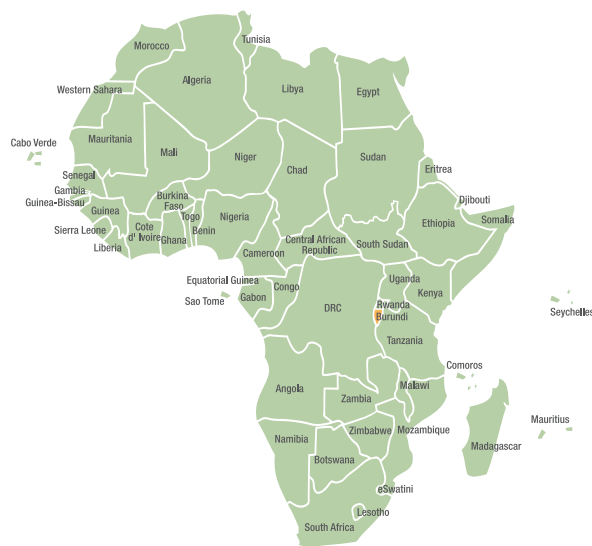 Tunisia
Morocco
Algeria
Libya
Egypt
Western Sahara
Mauritania
Mali
Niger
Chad
Sudan
Eritrea
Cabo Verde
Senegal
Gambia
Guinea-Bissau
Guinea
Sierra Leone
Liberia
Cote
d' Ivoire
Burkina
Faso
Ghana
Togo
Benin
Nigeria
Cameroon
Central African
Republic
South Sudan
Ethiopia
Djibouti
Somalia
Equatorial Guinea
Sao Tome
Gabon
Congo
DRC
Uganda
Kenya
Rwanda
Burundi
Tanzania
Seychelles
Comoros
Angola
Zambia
Malawi
Mozambique
Zimbabwe
Namibia
Botswana
Madagascar
Mauritius
eSwatini
Lesotho
South Africa